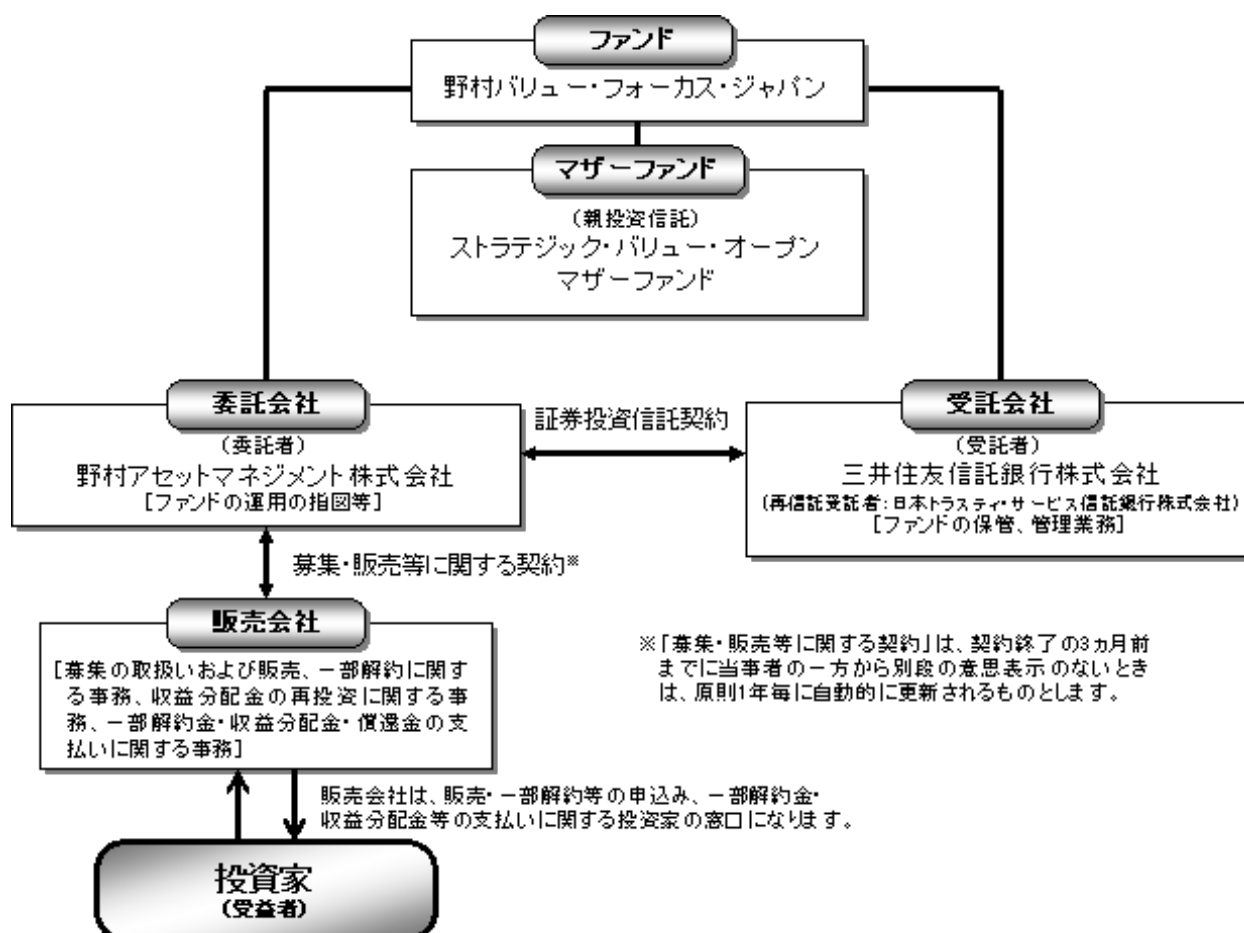 ファンド
野村バリュー・フォーカス・ジャパン
マザーファンド
(親投資信託)
ストラテジック・バリュー・オープン
マザーファンド
委託会社
(委託者)
野村アセットマネジメント株式会社
[ファンドの運用の指図等]
証券投資信託契約
受託会社
(受託者)
三井住友信託銀行株式会社
(再信託受託者:日本トラスティ・サービス信託銀行株式会社)
[ファンドの保管、管理業務]
募集・販売等に関する契約※
販売会社
[募集の取扱いおよび販売、一部解約に関す
る事務、収益分配金の再投資に関する事
務、一部解約金・収益分配金・償還金の支
払いに関する事務]
※「募集・販売等に関する契約」は、契約終了の3ヵ月前
までに当事者の一方から別段の意思表示のないとき
は、原則1年毎に自動的に更新されるものとします。
販売会社は、販売・一部解約等の申込み、一部解約金・
収益分配金等の支払いに関する投資家の窓口になります。
投資家
(受益者)